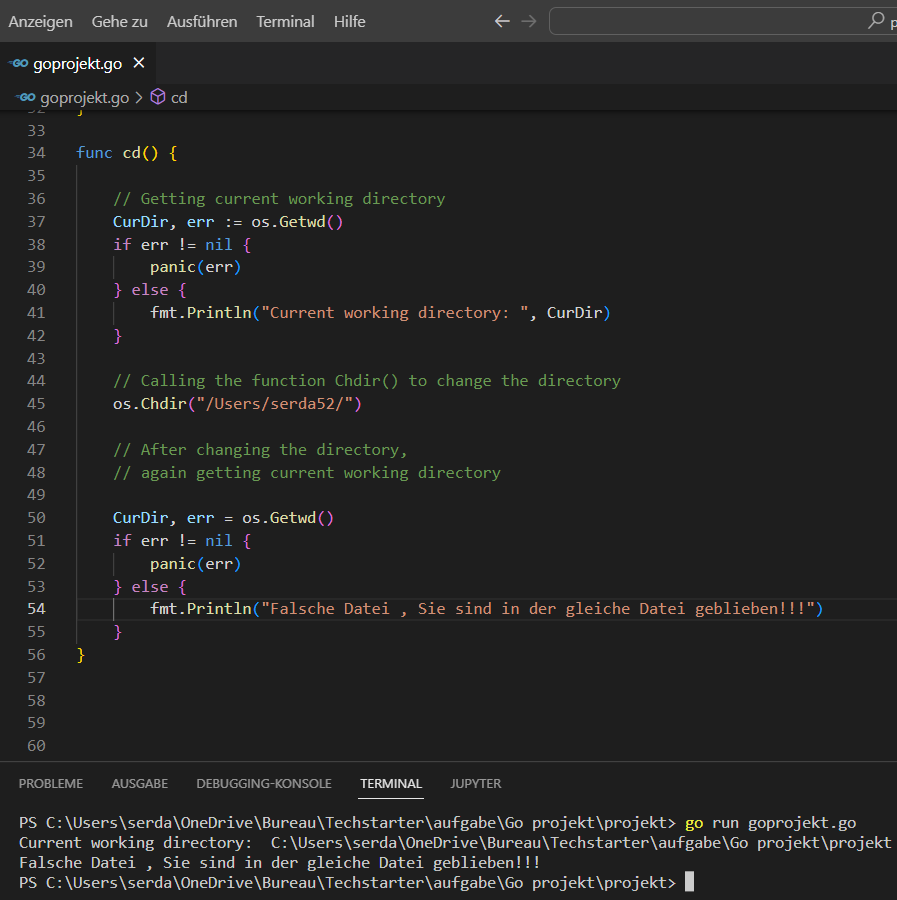 Anzeigen Gehe zu Ausführen Terminal Hilfe
goprojekt.go
goprojekt.go > cd
32 }
33
34 func cd() {
35
36 // Getting current working directory
37 CurDir, err := os.Getwd()
38 if err != nil {
39 panic(err)
40 } else {
41 fmt.Println("Current working directory: ", CurDir)
42 }
43
44 // Calling the function Chdir() to change the directory
45 os.Chdir("/Users/serda52/")
46
47 // After changing the directory,
48 // again getting current working directory
49
50 CurDir, err = os.Getwd()
51 if err != nil {
52 panic(err)
53 } else {
54 fmt.Println("Falsche Datei , Sie sind in der gleiche Datei geblieben!!!")
55 }
56 }
57
58
59
60
PROBLEME AUSGABE DEBUGGING-KONSOLE TERMINAL JUPYTER
PS C:\Users\serda\OneDrive\Bureau\Techstarter\aufgabe\Go projekt\projekt> go run goprojekt.go
Current working directory:  C:\Users\serda\OneDrive\Bureau\Techstarter\aufgabe\Go projekt\projekt
Falsche Datei , Sie sind in der gleiche Datei geblieben!!!
PS C:\Users\serda\OneDrive\Bureau\Techstarter\aufgabe\Go projekt\projekt>